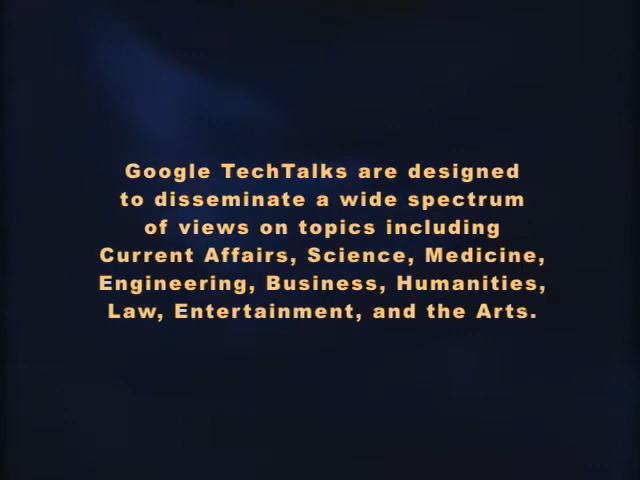 Google TechTalks are designed
to disseminate a wide spectrum
of views on topics including
Current Affairs, Science, Medicine,
Engineering, Business, Humanities,
Law, Entertainment, and the Arts.